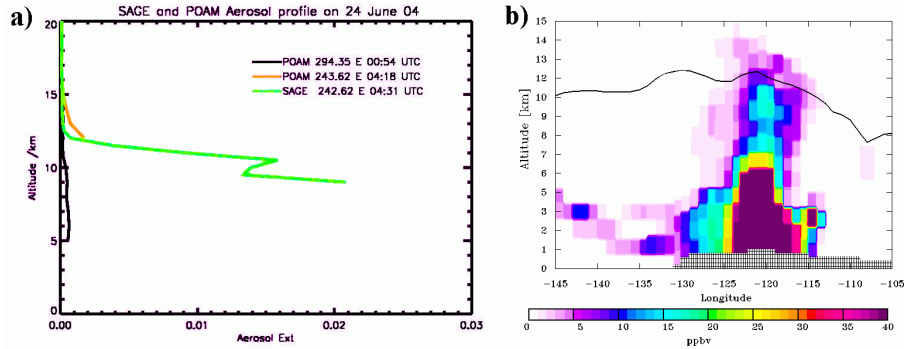 a)
SAGE and POAM Aerosol profile on 24 June 04
20
15
10
5
0
Altitude /km
POAM 294.35 E 00:54 UTC
POAM 243.62 E 04:18 UTC
SAGE 242.62 E 04:31 UTC
0.00 0.01 0.02 0.03
Aerosol Ext
b)
15
14
13
12
11
10
9
8
7
6
5
3
3
2
1
0
Altitude [km]
-145 -140 -135 -130 -125 -120 -115 -110 -105
Longitude
0 5 10 15 20 25 30 35 40
ppbv